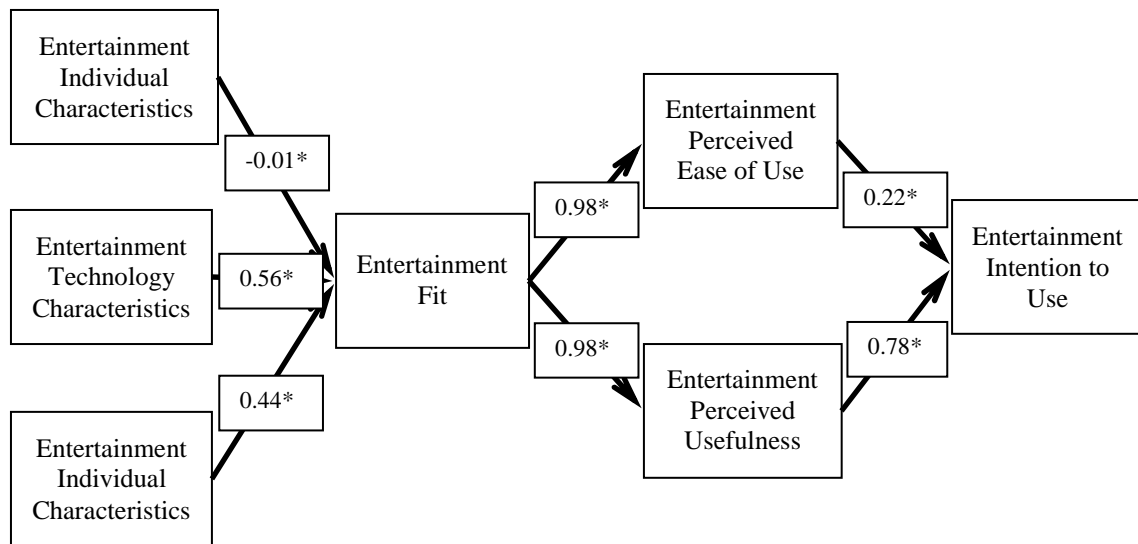 Entertainment
Individual
Characteristics
-0.01*
Entertainment
Technology
Characteristics
0.56*
Entertainment
Individual
Characteristics
0.44*
Entertainment
Fit
0.98*
0.98*
Entertainment
Perceived
Ease of Use
Entertainment
Perceived
Usefulness
0.22*
0.78*
Entertainment
Intention to
Use